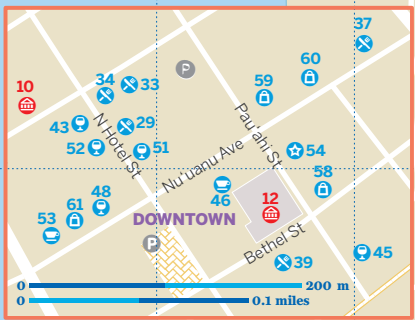 37
60
10
P
34
33
59
43
N Hotel St
29
Pau'ahi St
52
51
Nu'uanu Ave
54
58
46
48
61
12
53
DOWNTOWN
P
Bethel St
39
45
0 200 m
0 0.1 miles